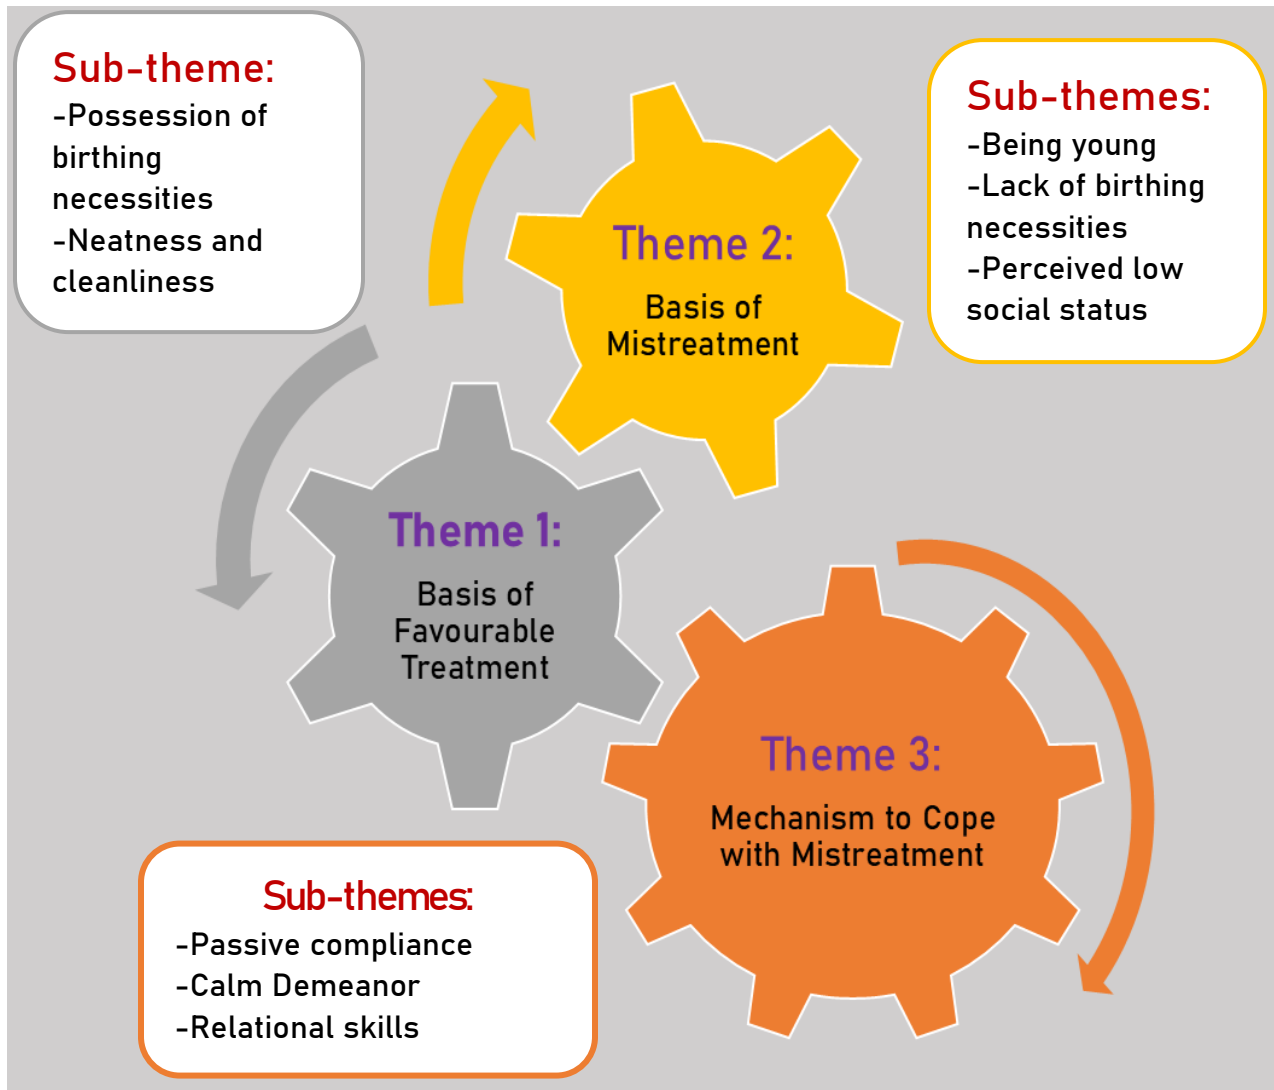 Sub-theme:
-Possession of
birthing
necessities
-Neatness and
cleanliness
Sub-themes:
-Being young
-Lack of birthing
necessities
-Perceived low
social status
Theme 2:
Basis of
Mistreatment
Theme 1:
Basis of
Favourable
Treatment
Theme 3:
Mechanism to Cope
with Mistreatment
Sub-themes:
-Passive compliance
-Calm Demeanor
-Relational skills